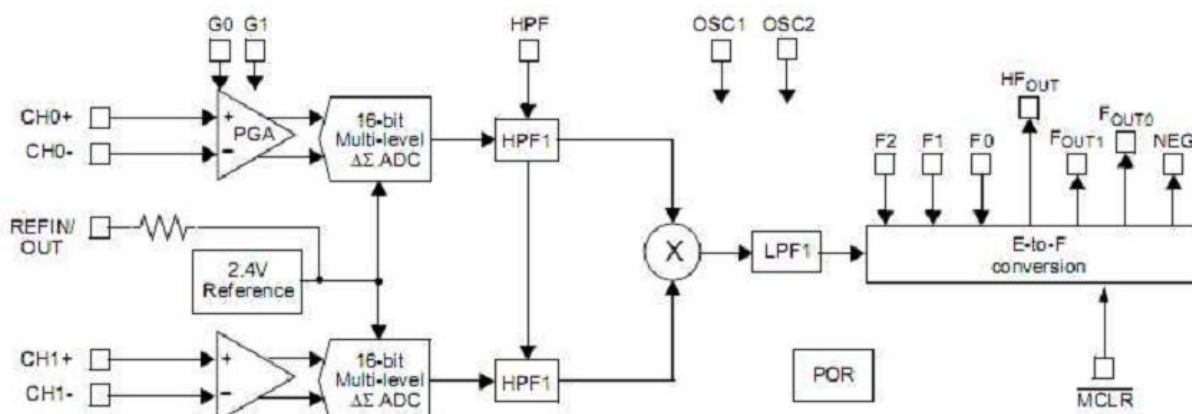 G0 G1
HPF
OSC1 OSC2
HFOUT
FOUT0
CH0+
CH0-
+
−
PGA
16-bit
Multi-level
ΔΣ ADC
HPF1
F2 F1 F0
FOUT1
NEG
REFIN/
OUT
2.4V
Reference
X
LPF1
E-to-F
conversion
CH1+
CH1-
+
−
16-bit
Multi-level
ΔΣ ADC
HPF1
POR
MCLR